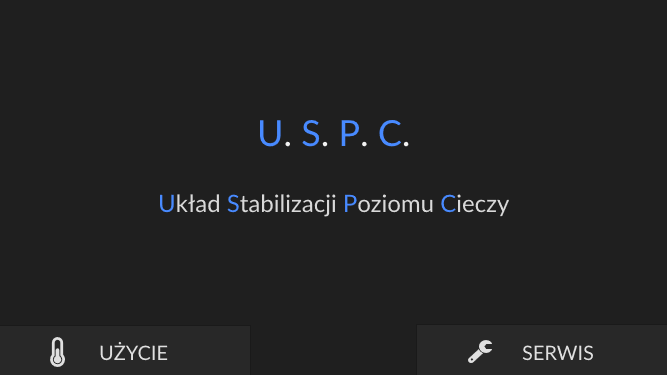 U. S. P. C.
Układ Stabilizacji Poziomu Cieczy
UŻYCIE
SERWIS